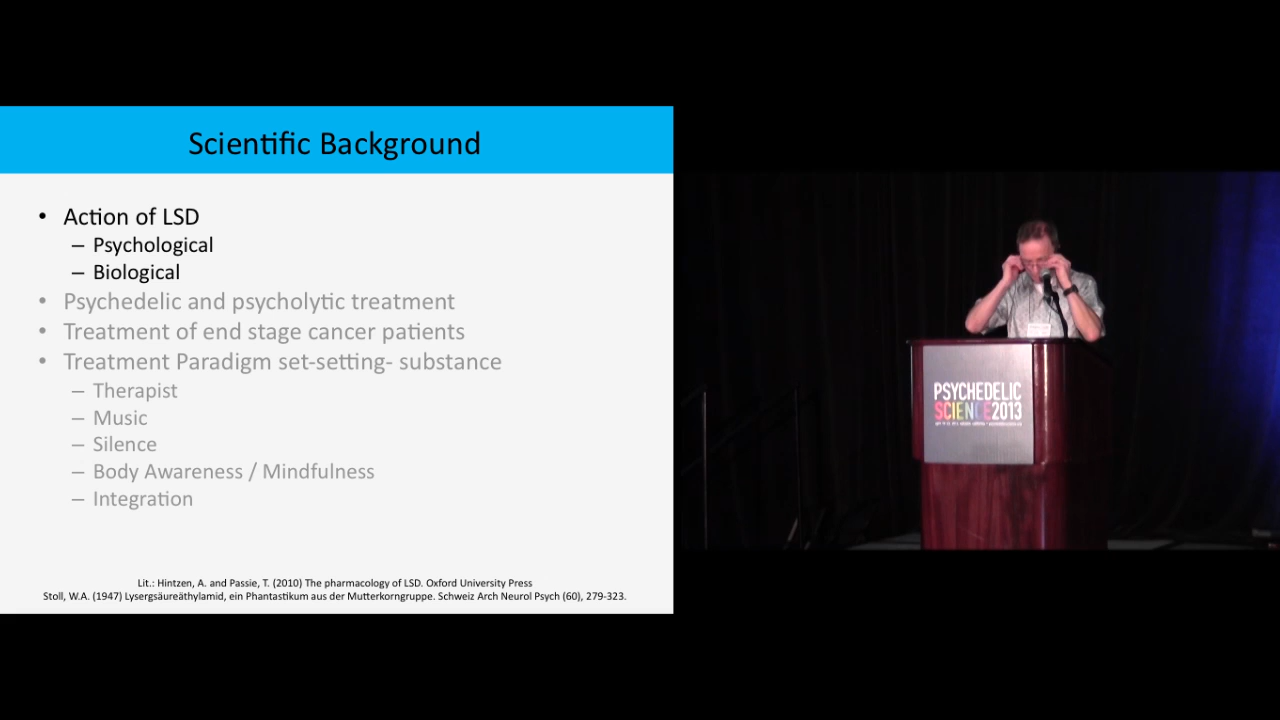 Scientific Background
• Action of LSD
– Psychological
– Biological
• Psychedelic and psycholytic treatment
• Treatment of end stage cancer patients
• Treatment Paradigm set-setting- substance
– Therapist
– Music
– Silence
– Body Awareness / Mindfulness
– Integration
Lit.: Hintzen, A. and Passie, T. (2010) The pharmacology of LSD. Oxford University Press
Stoll, W.A. (1947) Lysergsäureäthylamid, ein Phantastikum aus der Mutterkorngruppe. Schweiz Arch Neurol Psych (60), 279-323.
PSYCHEDELIC
SCIENCE2013